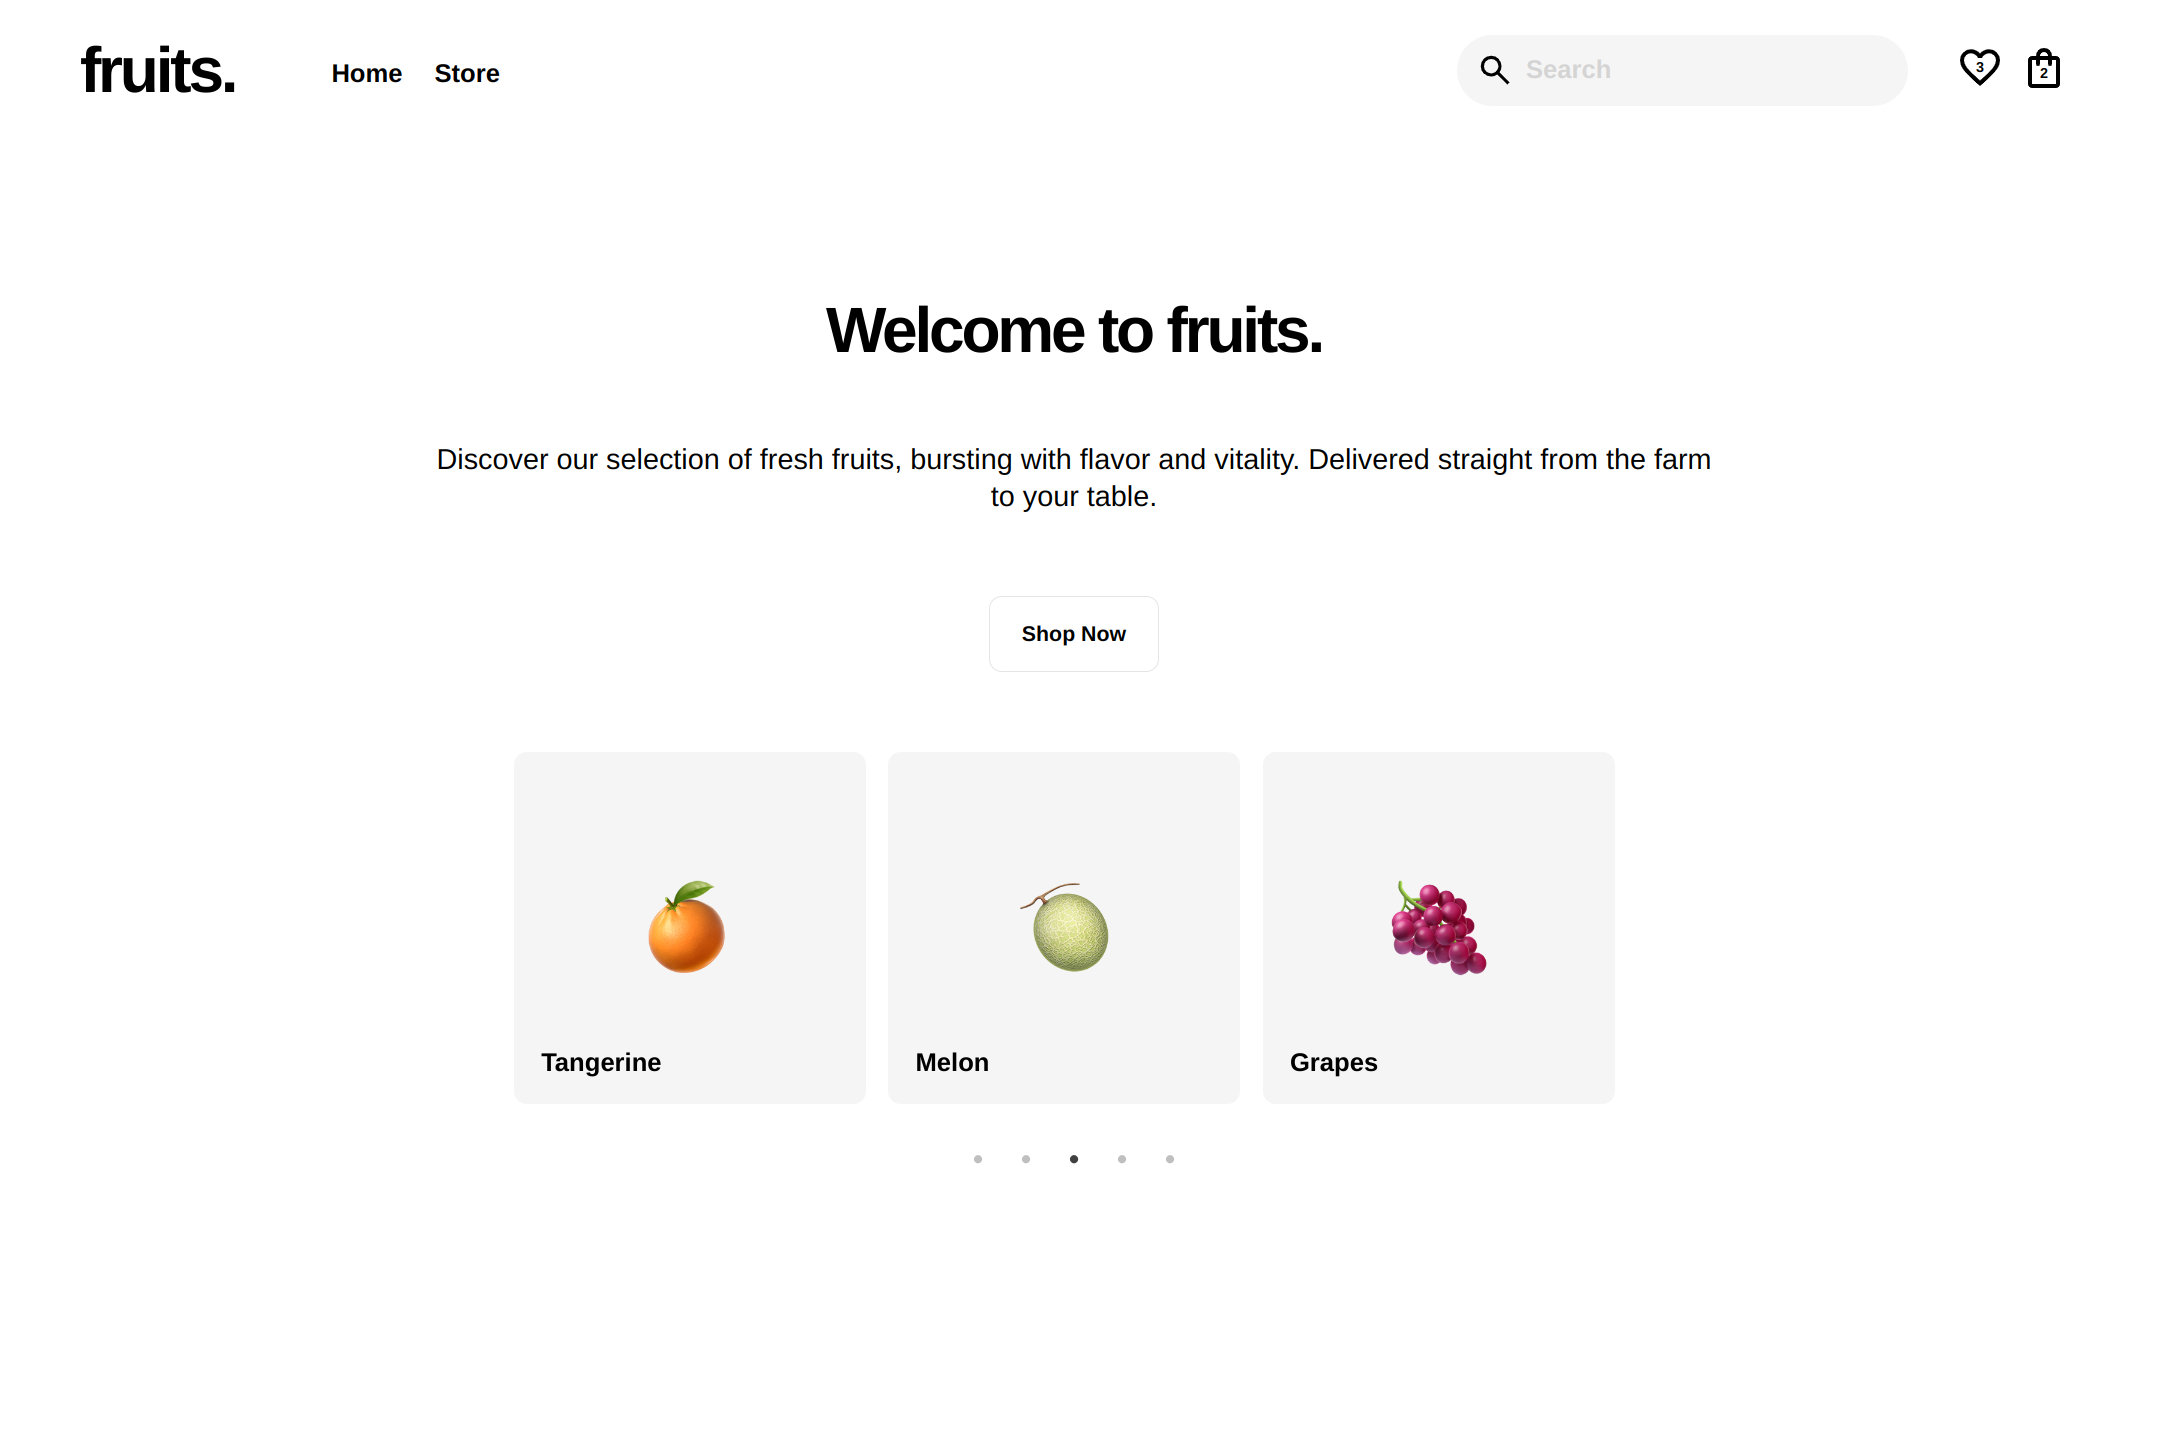 fruits.
Home
Store
Search
3
2
Welcome to fruits.
Discover our selection of fresh fruits, bursting with flavor and vitality. Delivered straight from the farm
to your table.
Shop Now
Tangerine
Melon
Grapes